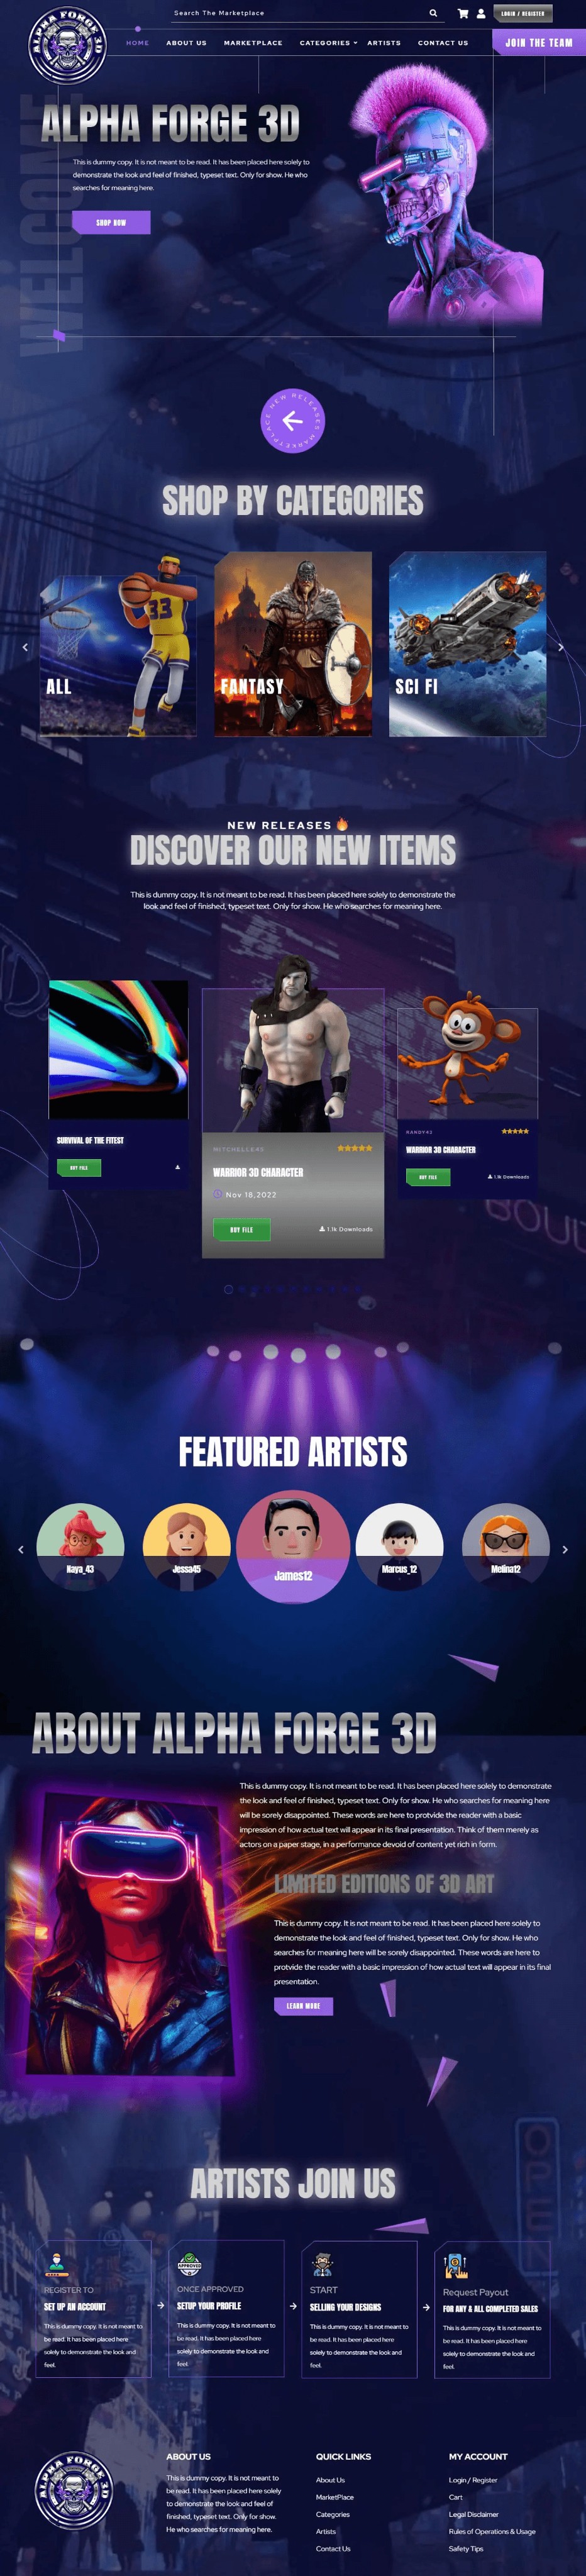 ALPHA FORGE 3D
Search The Marketplace
LOGIN / REGISTER
HOME
ABOUT US
MARKETPLACE
CATEGORIES
ARTISTS
CONTACT US
JOIN THE TEAM
WELCOME
ALPHA FORGE 3D
This is dummy copy. It is not meant to be read. It has been placed here solely to
demonstrate the look and feel of finished, typeset text. Only for show. He who
searches for meaning here.
SHOP NOW
NEW RELEASES MARKETPLACE
SHOP BY CATEGORIES
33
ALL
FANTASY
SCI FI
NEW RELEASES
DISCOVER OUR NEW ITEMS
This is dummy copy. It is not meant to be read. It has been placed here solely to demonstrate the
look and feel of finished, typeset text. Only for show. He who searches for meaning here.
SURVIVAL OF THE FITTEST
BUY FILE
MITCHELLE45
WARRIOR 3D CHARACTER
Nov 18,2022
BUY FILE
1.1k Downloads
RANDY43
WARRIOR 3D CHARACTER
BUY FILE
1.1k Downloads
FEATURED ARTISTS
Naya_43
Jessa45
James12
Marcus_12
Melina12
ABOUT ALPHA FORGE 3D
This is dummy copy. It is not meant to be read. It has been placed here solely to demonstrate
the look and feel of finished, typeset text. Only for show. He who searches for meaning here
will be sorely disappointed. These words are here to protvide the reader with a basic
impression of how actual text will appear in its final presentation. Think of them merely as
actors on a paper stage, in a performance devoid of content yet rich in form.
LIMITED EDITIONS OF 3D ART
This is dummy copy. It is not meant to be read. It has been placed here solely to
demonstrate the look and feel of finished, typeset text. Only for show. He who
searches for meaning here will be sorely disappointed. These words are here to
protvide the reader with a basic impression of how actual text will appear in its final
presentation.
LEARN MORE
ARTISTS JOIN US
REGISTER TO
SET UP AN ACCOUNT
This is dummy copy. It is not meant to
be read. It has been placed here
solely to demonstrate the look and
feel.
APPROVED
ONCE APPROVED
SETUP YOUR PROFILE
This is dummy copy. It is not meant to
be read. It has been placed here
solely to demonstrate the look and
feel.
START
SELLING YOUR DESIGNS
This is dummy copy. It is not meant to
be read. It has been placed here
solely to demonstrate the look and
feel.
Request Payout
FOR ANY & ALL COMPLETED SALES
This is dummy copy. It is not meant to
be read. It has been placed here
solely to demonstrate the look and
feel.
ALPHA FORGE 3D
ABOUT US
This is dummy copy. It is not meant to
be read. It has been placed here solely
to demonstrate the look and feel of
finished, typeset text. Only for show.
He who searches for meaning here.
QUICK LINKS
About Us
MarketPlace
Categories
Artists
Contact Us
MY ACCOUNT
Login / Register
Cart
Legal Disclaimer
Rules of Operations & Usage
Safety Tips